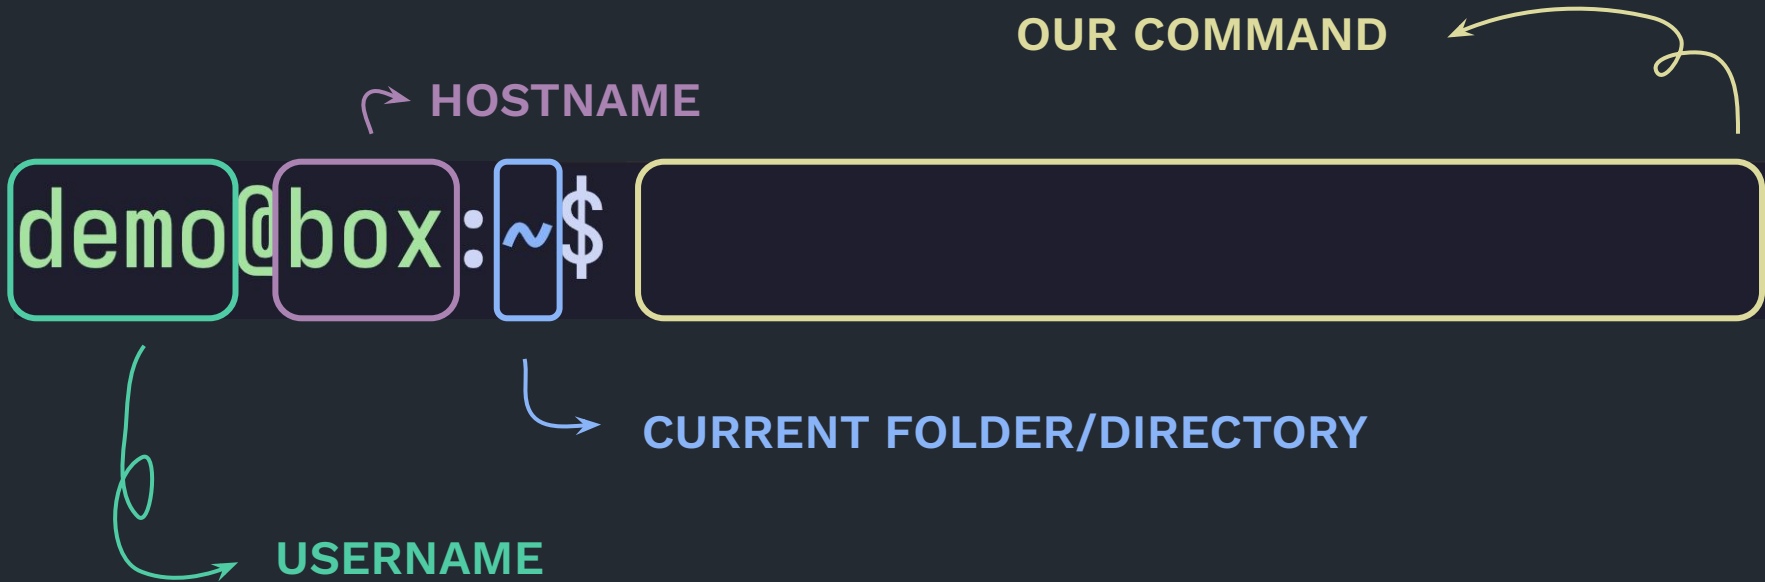 OUR COMMAND
HOSTNAME
demo@box:~$
CURRENT FOLDER/DIRECTORY
USERNAME